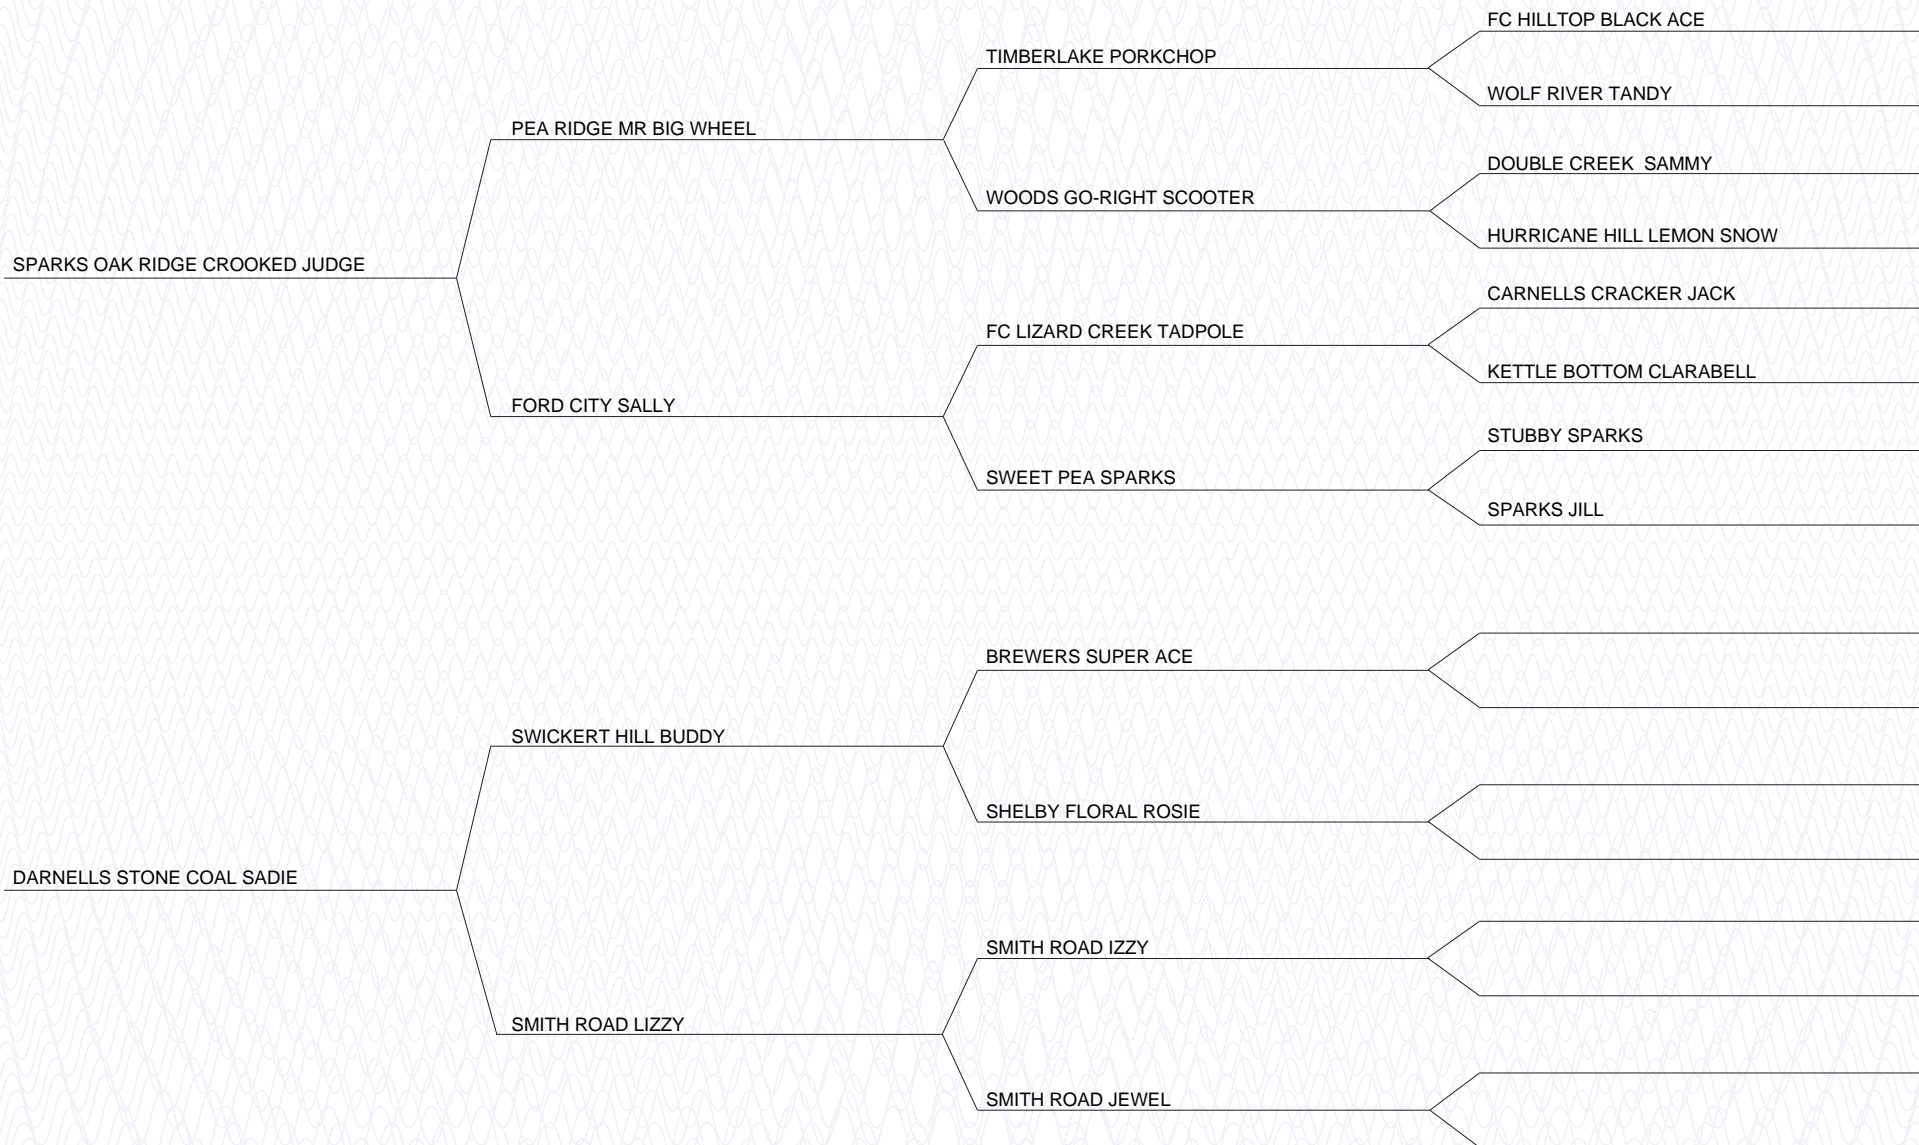 FC HILLTOP BLACK ACE
TIMBERLAKE PORKCHOP
WOLF RIVER TANDY
PEA RIDGE MR BIG WHEEL
DOUBLE CREEK  SAMMY
WOODS GO-RIGHT SCOOTER
HURRICANE HILL LEMON SNOW
SPARKS OAK RIDGE CROOKED JUDGE
CARNELLS CRACKER JACK
FC LIZARD CREEK TADPOLE
KETTLE BOTTOM CLARABELL
FORD CITY SALLY
STUBBY SPARKS
SWEET PEA SPARKS
SPARKS JILL
BREWERS SUPER ACE
SWICKERT HILL BUDDY
SHELBY FLORAL ROSIE
DARNELLS STONE COAL SADIE
SMITH ROAD IZZY
SMITH ROAD LIZZY
SMITH ROAD JEWEL